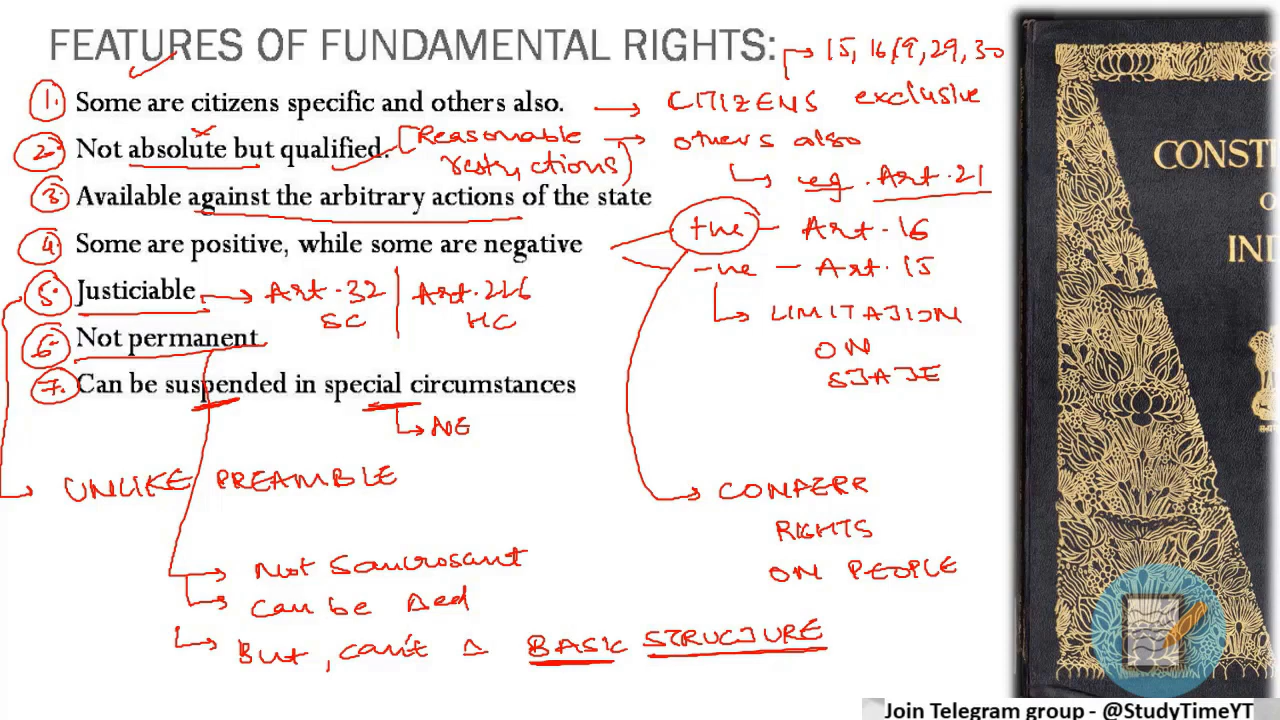 FEATURES OF FUNDAMENTAL RIGHTS:
15, 16, 19, 29, 30
1. Some are citizens specific and others also.
CITIZENS exclusive
2. Not absolute but qualified.
[Reasonable restrictions]
others also
eg. Art. 21
3. Available against the arbitrary actions of the state
4. Some are positive, while some are negative
+ve - Art. 16
-ve - Art. 15
LIMITATION
ON
STATE
5. Justiciable
Art. 32 | Art. 226
SC HC
6. Not permanent
7. Can be suspended in special circumstances
NE
UNLIKE PREAMBLE
CONFERR
RIGHTS
ON PEOPLE
Not Sancrosant
can be Δed
But, can't Δ BASIC STRUCTURE
CONST
O
IND
Join Telegram group - @StudyTimeYT